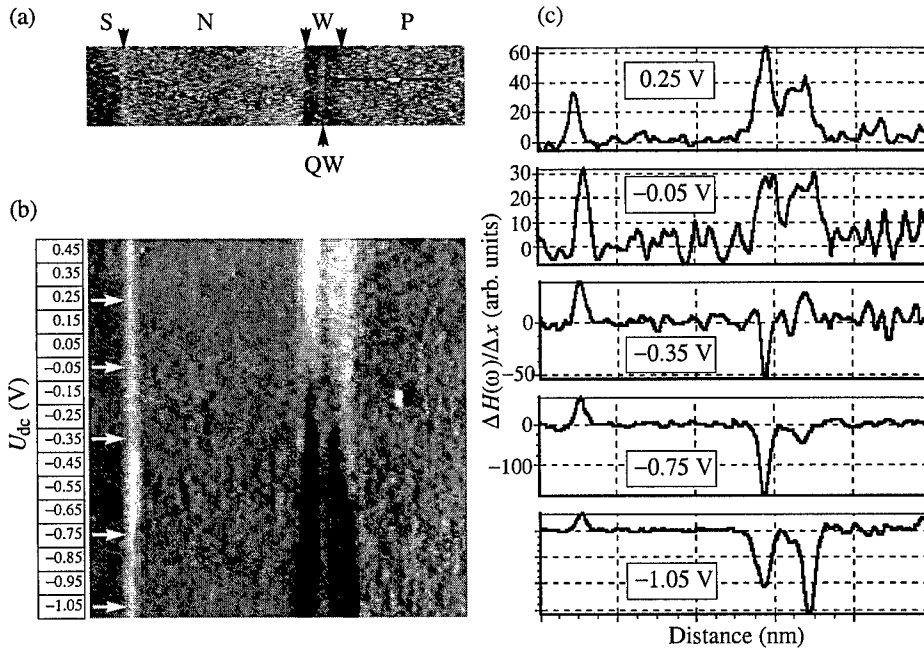 (a)
S N W P
QW
(b)
U_dc (V)
0.45
0.35
0.25
0.15
0.05
−0.05
−0.15
−0.25
−0.35
−0.45
−0.55
−0.65
−0.75
−0.85
−0.95
−1.05
(c)
ΔH(ω)/Δx (arb. units)
60
40
20
0
0.25 V
30
20
10
0
−0.05 V
0
−50
−0.35 V
0
−100
−0.75 V
−1.05 V
Distance (nm)